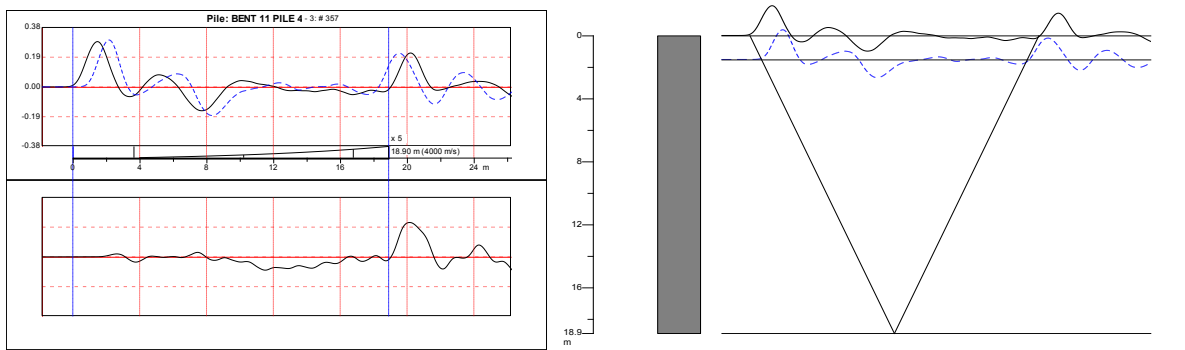 Pile: BENT 11 PILE 4 - 3: # 357
0.38
0.19
0.00
-0.19
-0.38
x 5
18.90 m (4000 m/s)
0 4 8 12 16 20 24 m
0
4
8
12
16
18.9
m